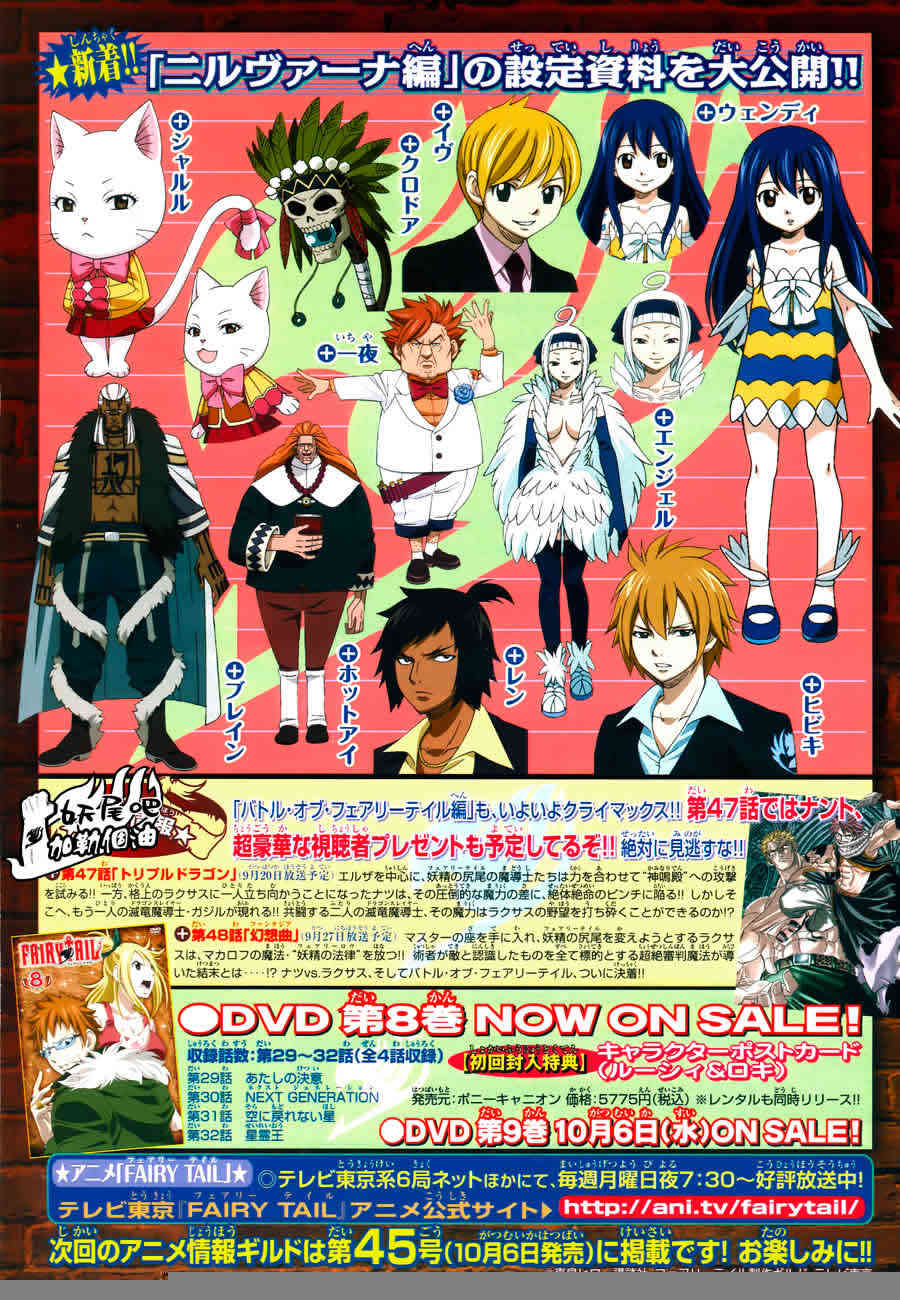 ★新着!!
「ニルヴァーナ編」の設定資料を大公開!!
+シャルル
+クロドア
+イヴ
+ウェンディ
+一夜
+エンジェル
+ブレイン
+ホットアイ
+レン
+ヒビキ
妖尾吧
加勒個油
「バトル・オブ・フェアリーテイル編」も、いよいよクライマックス!! 第47話ではナント、
超豪華な視聴者プレゼントも予定してるぞ!! 絶対に見逃すな!!
第47話「トリプルドラゴン」(9月20日放送予定) エルザを中心に、妖精の尻尾の魔導士たちは力を合わせて“神鳴殿”への攻撃
を試みる!! 一方、格上のラクサスに一人立ち向かうことになったナツは、その圧倒的な魔力の差に、絶体絶命のピンチに陥る!! しかしそ
こへ、もう一人の滅竜魔導士・ガジルが現れる!! 共闘する二人の滅竜魔導士、その魔力はラクサスの野望を打ち砕くことができるのか!?
+第48話「幻想曲」(9月27日放送予定) マスターの座を手に入れ、妖精の尻尾を変えようとするラクサ
スは、マカロフの魔法・“妖精の法律”を放つ!! 術者が敵と認識したものを全て標的とする超絶審判魔法が導
いた結末とは‥‥!? ナツvs.ラクサス、そしてバトル・オブ・フェアリーテイル、ついに決着!!
FAIRY TAIL
8
●DVD 第8巻 NOW ON SALE!
収録話数:第29〜32話(全4話収録)
第29話 あたしの決意
第30話 NEXT GENERATION
第31話 空に戻れない星
第32話 星霊王
【初回封入特典】キャラクターポストカード
(ルーシィ&ロキ)
発売元:ポニーキャニオン 価格:5775円(税込) ※レンタルも同時リリース!!
●DVD 第9巻 10月6日(水)ON SALE!
★アニメ「FAIRY TAIL」 ◎テレビ東京系6局ネットほかにて、毎週月曜日夜7:30〜好評放送中!
テレビ東京『FAIRY TAIL』アニメ公式サイト▶ http://ani.tv/fairytail/
次回のアニメ情報ギルドは第45号(10月6日発売)に掲載です! お楽しみに!!